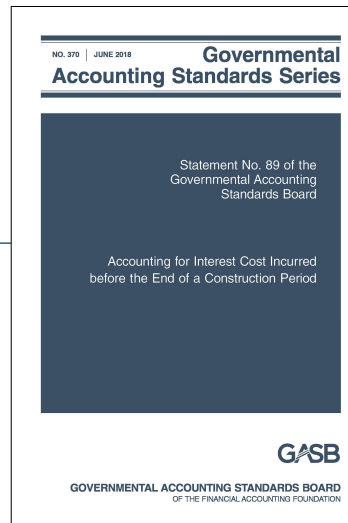 NO. 370 | JUNE 2018
Governmental
Accounting Standards Series
Statement No. 89 of the
Governmental Accounting
Standards Board
Accounting for Interest Cost Incurred
before the End of a Construction Period
GASB
GOVERNMENTAL ACCOUNTING STANDARDS BOARD
OF THE FINANCIAL ACCOUNTING FOUNDATION